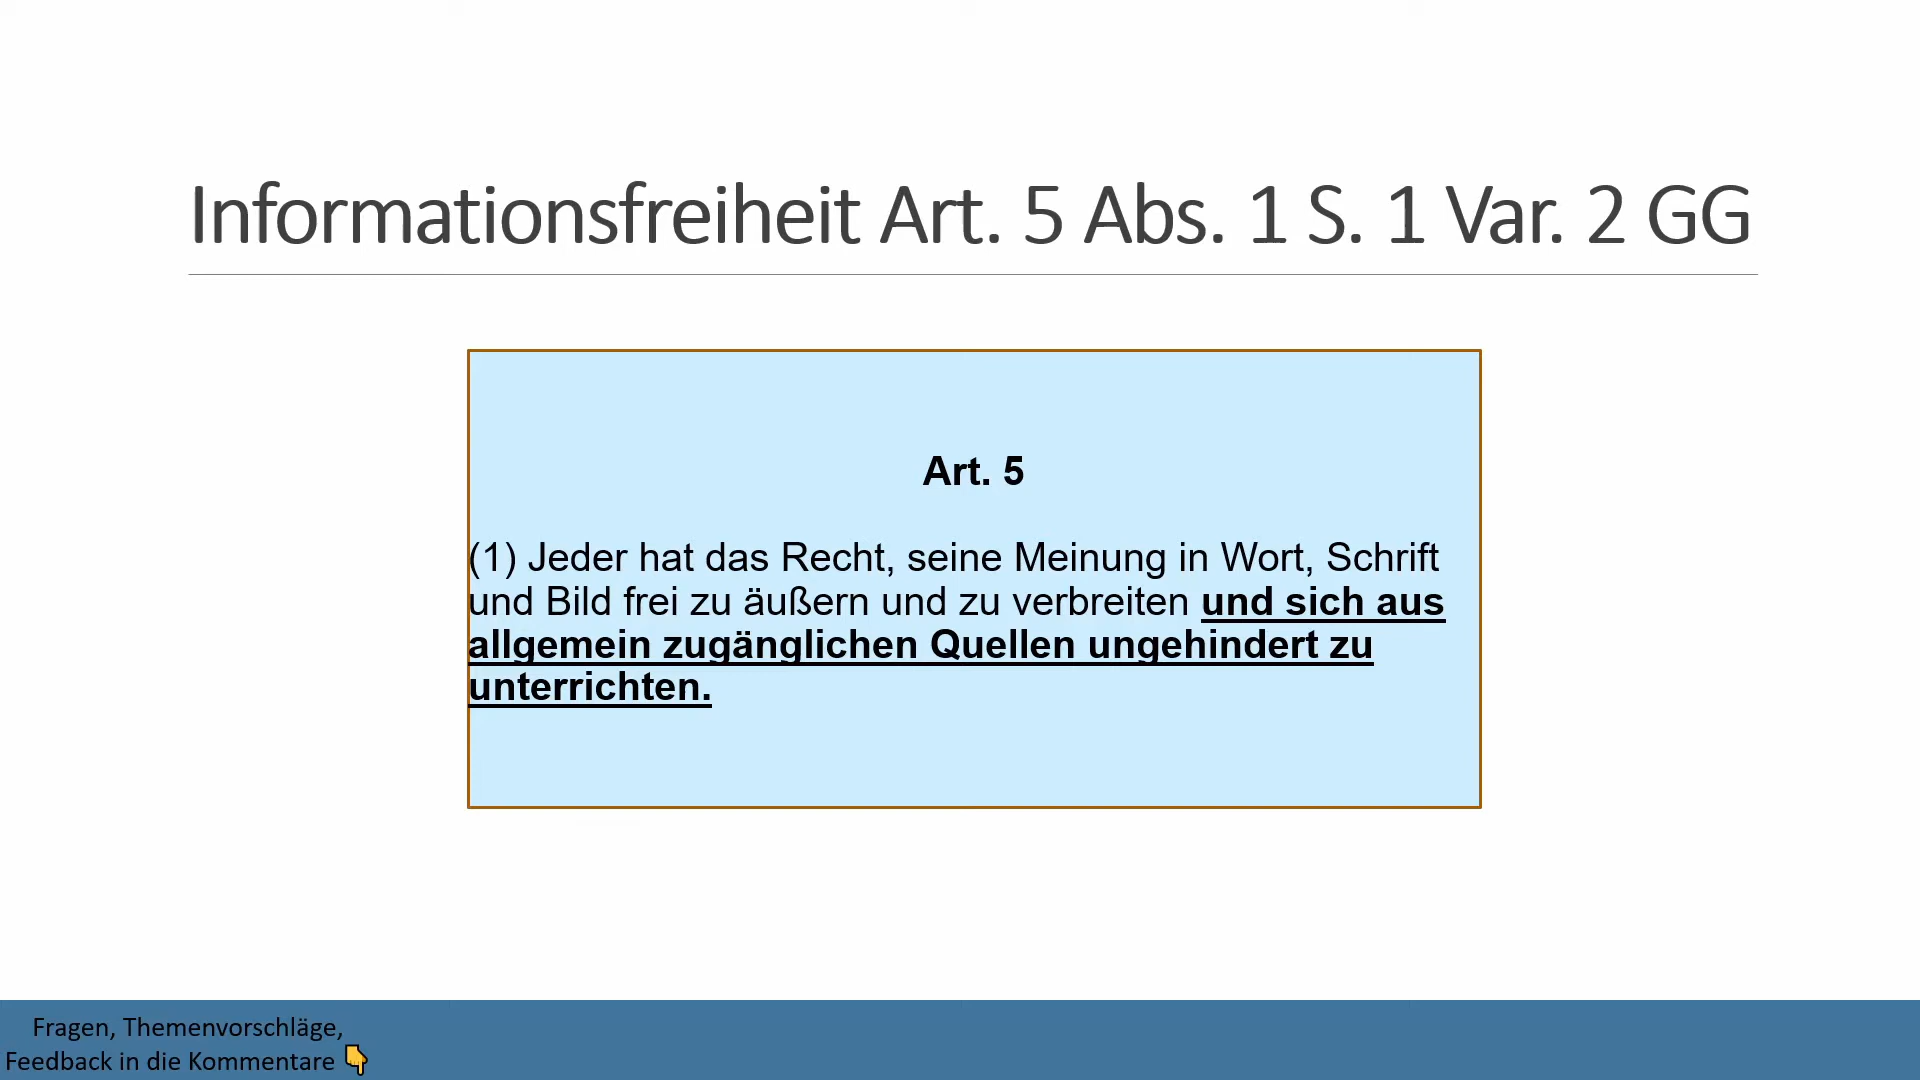 Informationsfreiheit Art. 5 Abs. 1 S. 1 Var. 2 GG
Art. 5
(1) Jeder hat das Recht, seine Meinung in Wort, Schrift
und Bild frei zu äußern und zu verbreiten und sich aus
allgemein zugänglichen Quellen ungehindert zu
unterrichten.
Fragen, Themenvorschläge,
Feedback in die Kommentare 👇